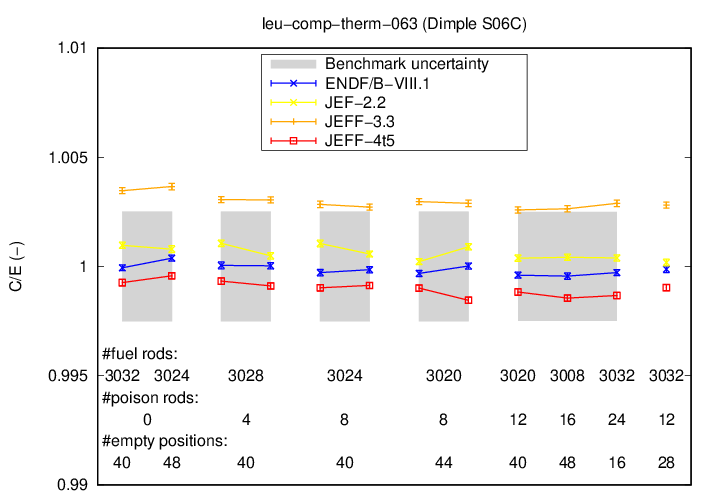 leu−comp−therm−063 (Dimple S06C)
1.01
Benchmark uncertainty
ENDF/B−VIII.1
JEF−2.2
JEFF−3.3
JEFF−4t5
1.005
1
C/E (−)
#fuel rods:
0.995 3032 3024 3028 3024 3020 3020 3008 3032 3032
#poison rods:
0 4 8 8 12 16 24 12
#empty positions:
40 48 40 40 44 40 48 16 28
0.99